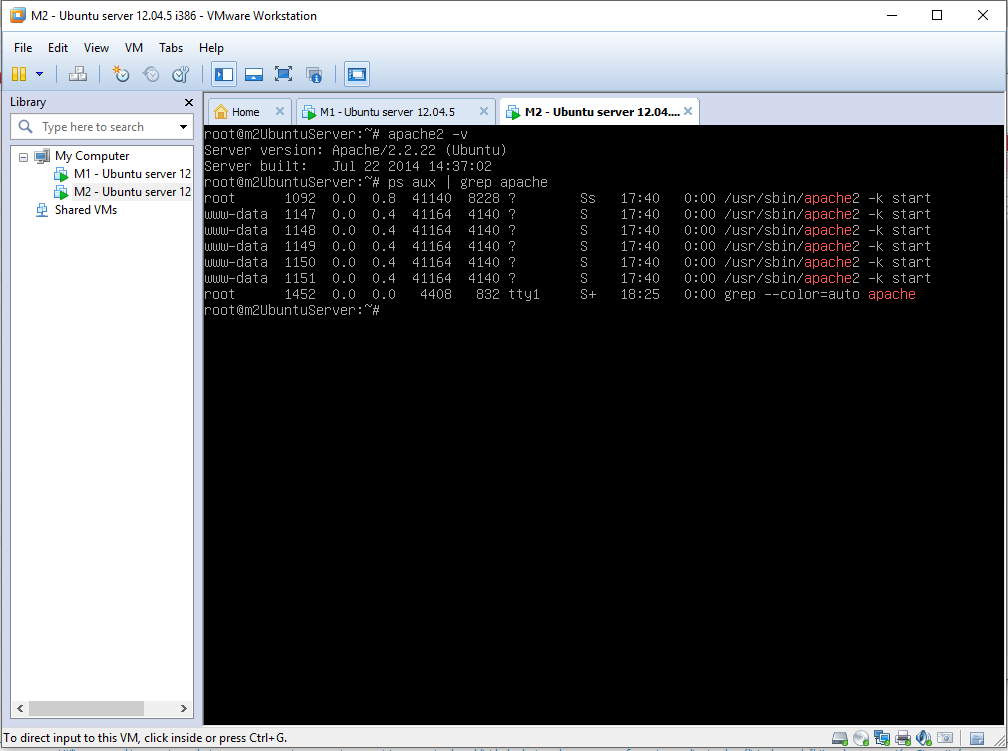 M2 - Ubuntu server 12.04.5 i386 - VMware Workstation
File Edit View VM Tabs Help
Library
Type here to search
My Computer
M1 - Ubuntu server 12
M2 - Ubuntu server 12
Shared VMs
Home M1 - Ubuntu server 12.04.5 M2 - Ubuntu server 12.04....
root@m2UbuntuServer:~# apache2 -v
Server version: Apache/2.2.22 (Ubuntu)
Server built:   Jul 22 2014 14:37:02
root@m2UbuntuServer:~# ps aux | grep apache
root      1092  0.0  0.8  41140  8228 ?        Ss   17:40   0:00 /usr/sbin/apache2 -k start
www-data  1147  0.0  0.4  41164  4140 ?        S    17:40   0:00 /usr/sbin/apache2 -k start
www-data  1148  0.0  0.4  41164  4140 ?        S    17:40   0:00 /usr/sbin/apache2 -k start
www-data  1149  0.0  0.4  41164  4140 ?        S    17:40   0:00 /usr/sbin/apache2 -k start
www-data  1150  0.0  0.4  41164  4140 ?        S    17:40   0:00 /usr/sbin/apache2 -k start
www-data  1151  0.0  0.4  41164  4140 ?        S    17:40   0:00 /usr/sbin/apache2 -k start
root      1452  0.0  0.0   4408   832 tty1     S+   18:25   0:00 grep --color=auto apache
root@m2UbuntuServer:~#
To direct input to this VM, click inside or press Ctrl+G.